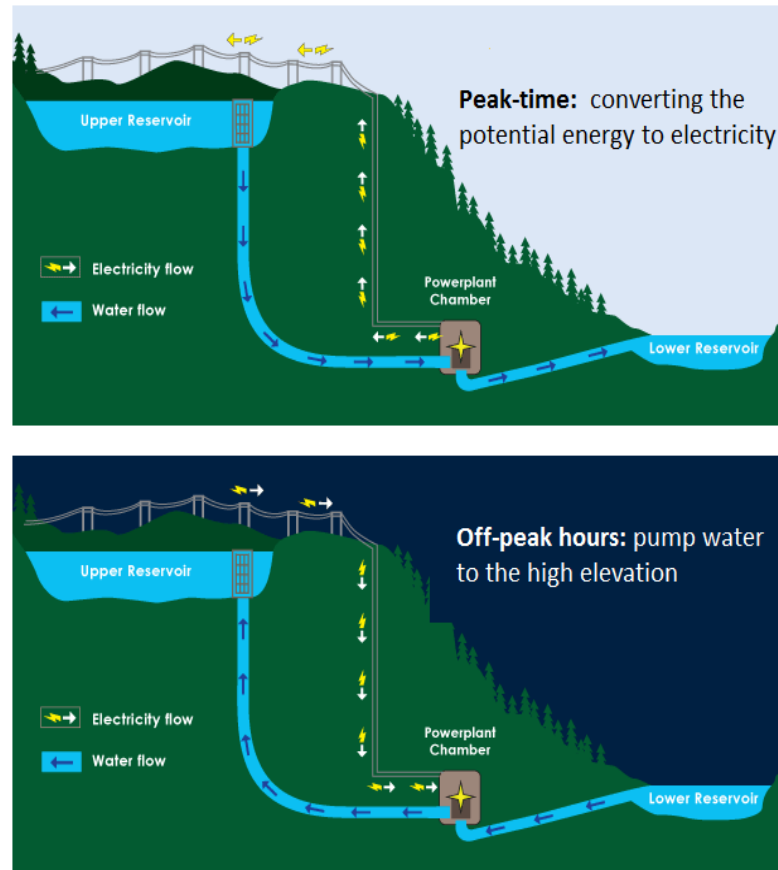 Peak-time: converting the
potential energy to electricity
Upper Reservoir
Electricity flow
Water flow
Powerplant
Chamber
Lower Reservoir
Off-peak hours: pump water
to the high elevation
Upper Reservoir
Electricity flow
Water flow
Powerplant
Chamber
Lower Reservoir